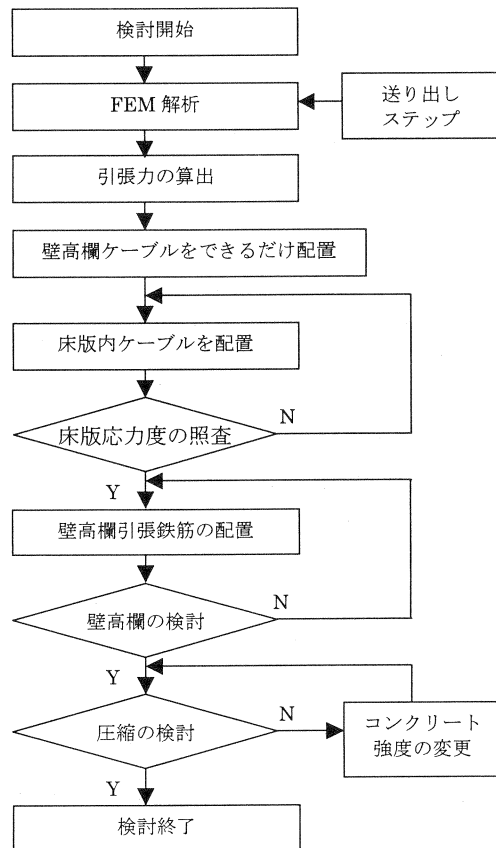 検討開始
FEM 解析
送り出し
ステップ
引張力の算出
壁高欄ケーブルをできるだけ配置
床版内ケーブルを配置
床版応力度の照査
N
Y
壁高欄引張鉄筋の配置
壁高欄の検討
N
Y
圧縮の検討
N
コンクリート
強度の変更
Y
検討終了